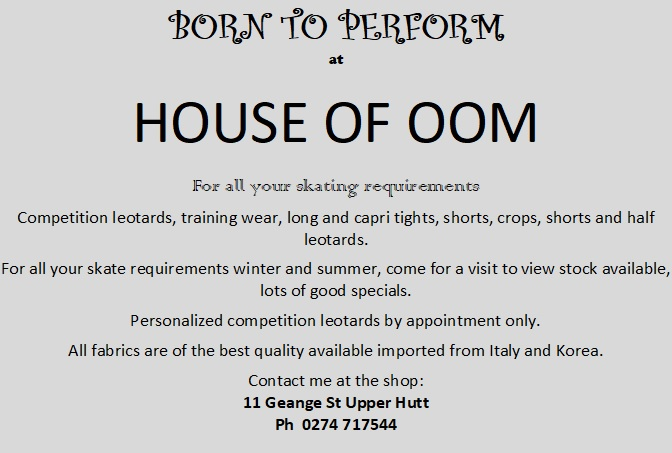 BORN TO PERFORM
at
HOUSE OF OOM
For all your skating requirements
Competition leotards, training wear, long and capri tights, shorts, crops, shorts and half
leotards.
For all your skate requirements winter and summer, come for a visit to view stock available,
lots of good specials.
Personalized competition leotards by appointment only.
All fabrics are of the best quality available imported from Italy and Korea.
Contact me at the shop:
11 Geange St Upper Hutt
Ph 0274 717544